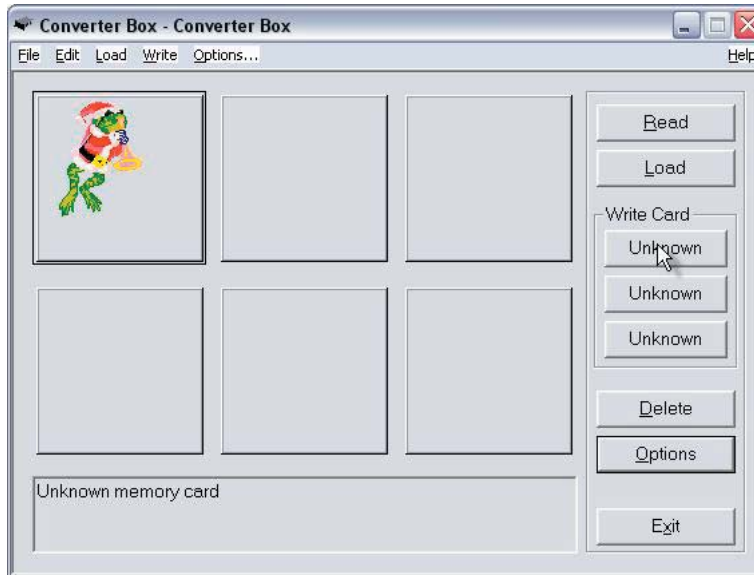 Converter Box - Converter Box
File Edit Load Write Options... Help
Read
Load
Write Card
Unknown
Unknown
Unknown
Delete
Options
Unknown memory card
Exit